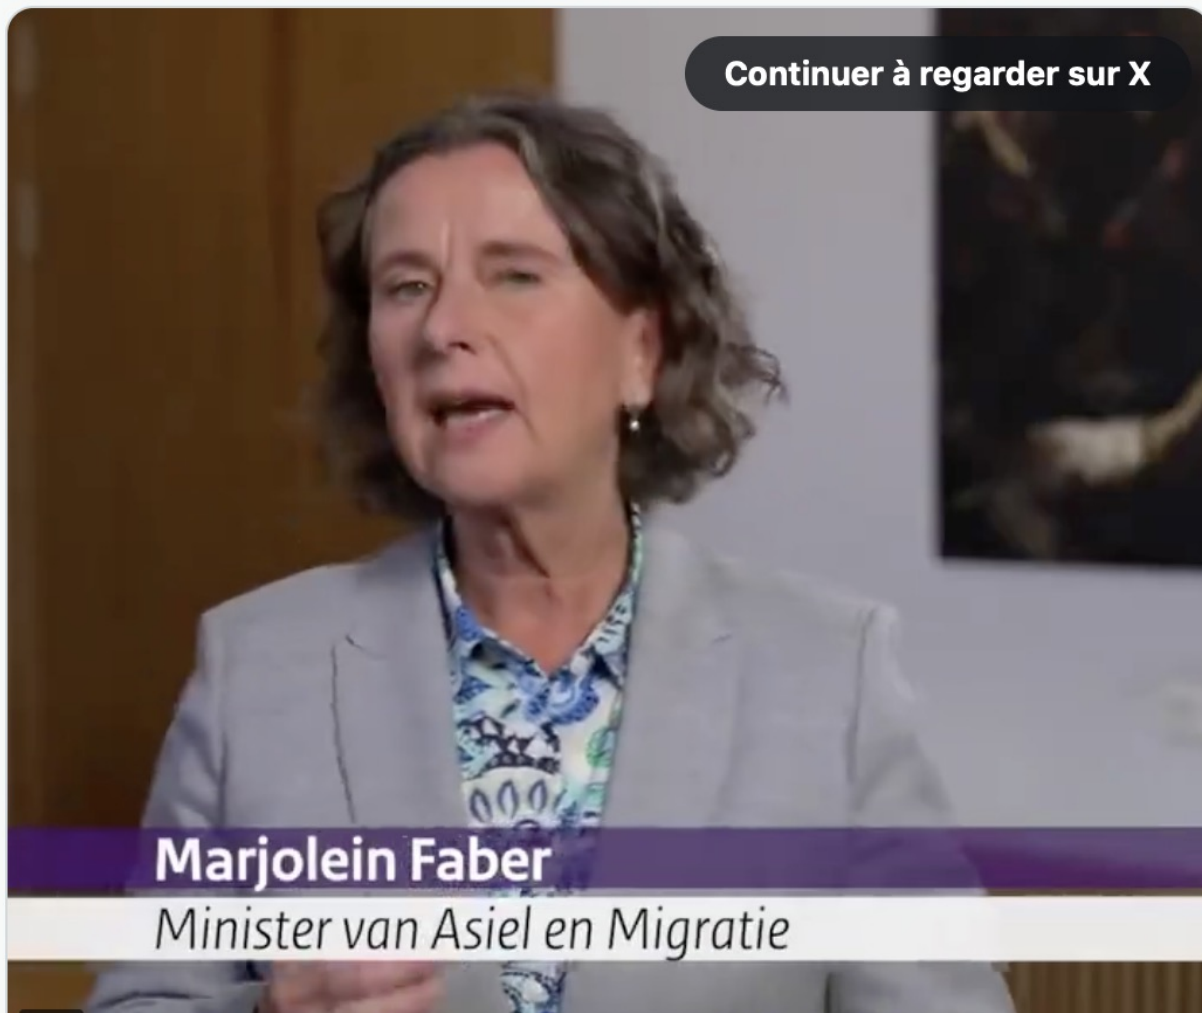 Continuer à regarder sur X
Marjolein Faber
Minister van Asiel en Migratie